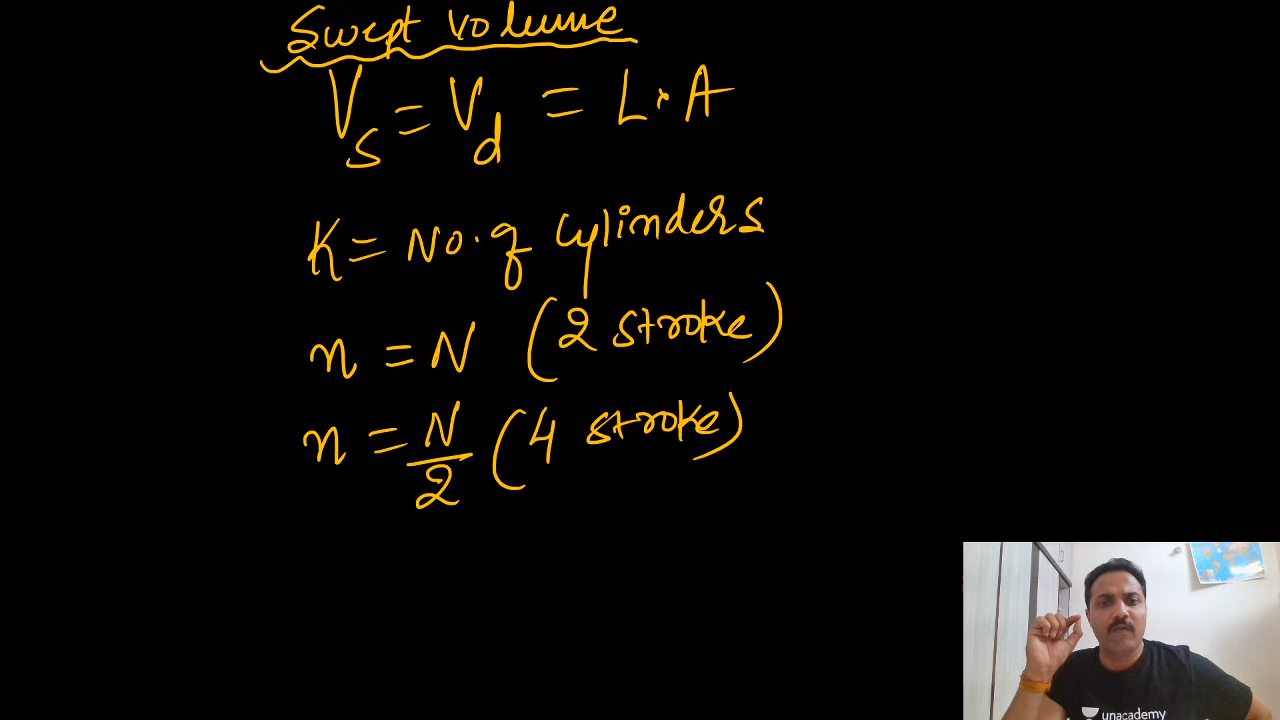 Swept volume
Vs = Vd = L·A
K = No. of cylinders
n = N (2 stroke)
n = N/2 (4 stroke)
unacademy